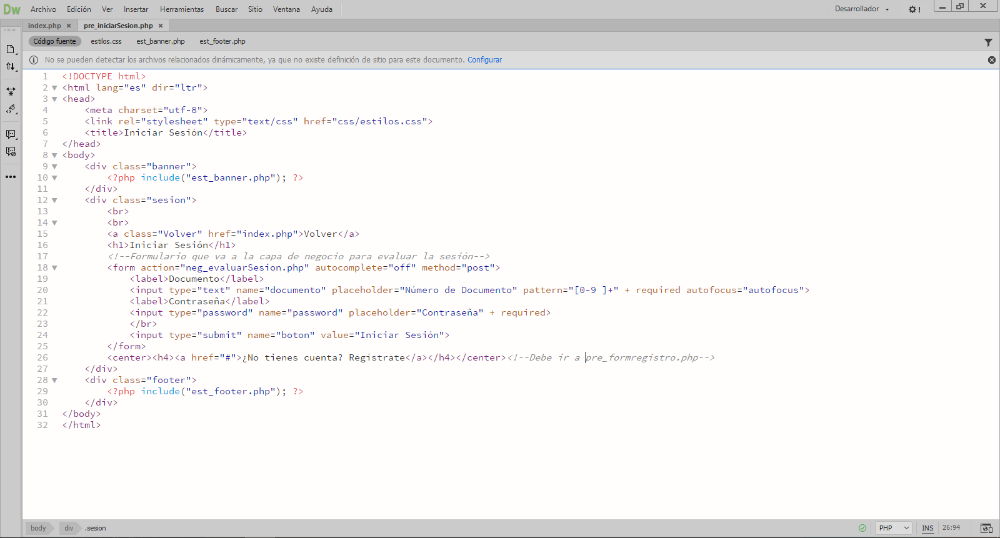 Dw Archivo Edición Ver Insertar Herramientas Buscar Sitio Ventana Ayuda Desarrollador !
index.php × pre_iniciarSesion.php ×
Código fuente estilos.css est_banner.php est_footer.php
No se pueden detectar los archivos relacionados dinámicamente, ya que no existe definición de sitio para este documento. Configurar
1 <!DOCTYPE html>
2 <html lang="es" dir="ltr">
3 <head>
4 <meta charset="utf-8">
5 <link rel="stylesheet" type="text/css" href="css/estilos.css">
6 <title>Iniciar Sesión</title>
7 </head>
8 <body>
9 <div class="banner">
10 <?php include("est_banner.php"); ?>
11 </div>
12 <div class="sesion">
13 <br>
14 <br>
15 <a class="Volver" href="index.php">Volver</a>
16 <h1>Iniciar Sesión</h1>
17 <!--Formulario que va a la capa de negocio para evaluar la sesión-->
18 <form action="neg_evaluarSesion.php" autocomplete="off" method="post">
19 <label>Documento</label>
20 <input type="text" name="documento" placeholder="Número de Documento" pattern="[0-9 ]+" + required autofocus="autofocus">
21 <label>Contraseña</label>
22 <input type="password" name="password" placeholder="Contraseña" + required>
23 </br>
24 <input type="submit" name="boton" value="Iniciar Sesión">
25 </form>
26 <center><h4><a href="#">¿No tienes cuenta? Regístrate</a></h4></center><!--Debe ir a pre_formregistro.php-->
27 </div>
28 <div class="footer">
29 <?php include("est_footer.php"); ?>
30 </div>
31 </body>
32 </html>
body div .sesion PHP INS 26:94